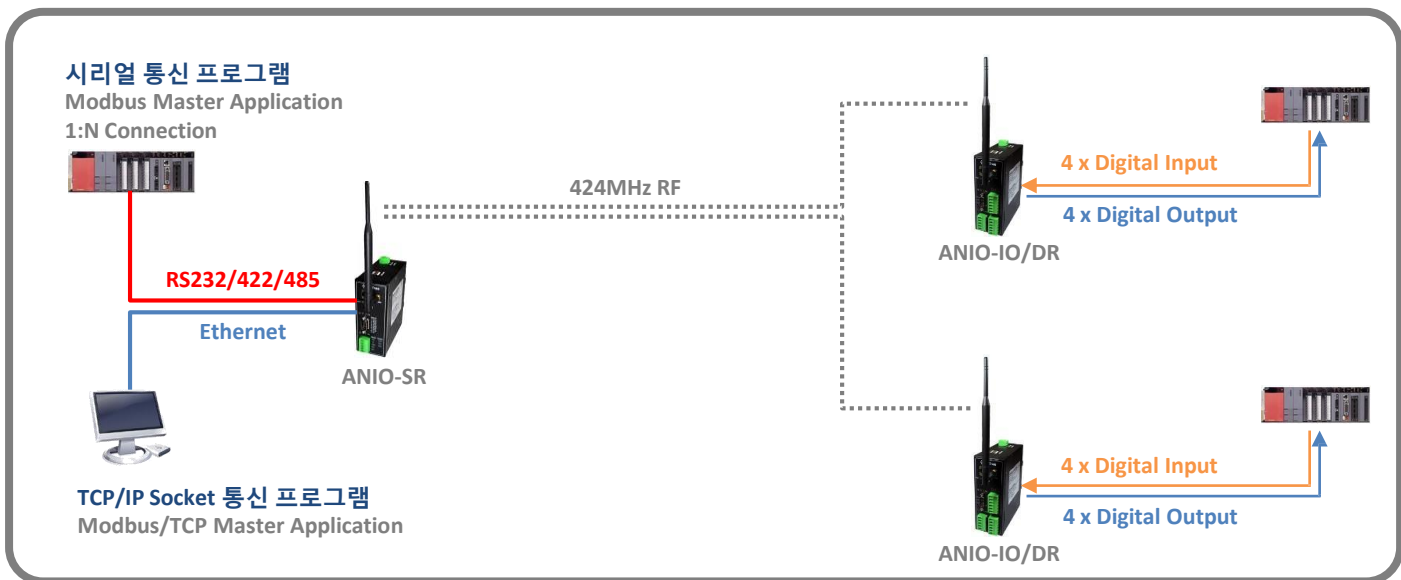 시리얼 통신 프로그램
Modbus Master Application
1:N Connection
RS232/422/485
Ethernet
ANIO-SR
TCP/IP Socket 통신 프로그램
Modbus/TCP Master Application
424MHz RF
4 x Digital Input
4 x Digital Output
ANIO-IO/DR
4 x Digital Input
4 x Digital Output
ANIO-IO/DR